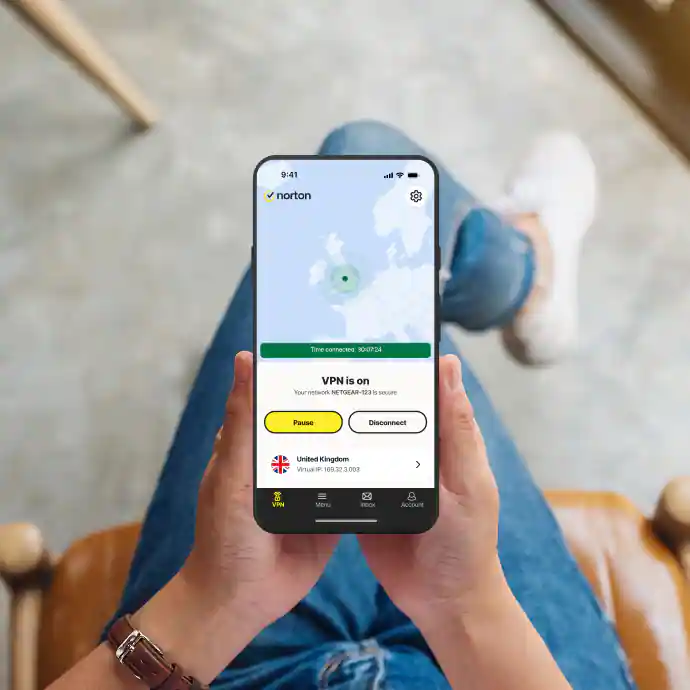 9:41
norton
Time connected: 30:07:24
VPN is on
Your network NETGEAR-123 is secure
Pause
Disconnect
United Kingdom
Virtual IP: 169.32.3.093
VPN
Menu
Inbox
Account